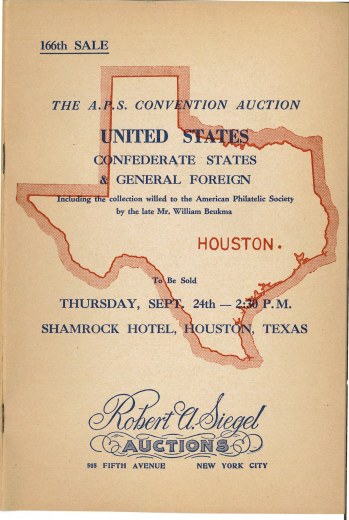 166th SALE
THE A.P.S. CONVENTION AUCTION
UNITED STATES
CONFEDERATE STATES
& GENERAL FOREIGN
Including the collection willed to the American Philatelic Society
by the late Mr. William Beukma
HOUSTON.
To Be Sold
THURSDAY, SEPT. 24th — 2:30 P.M.
SHAMROCK HOTEL, HOUSTON, TEXAS
Robert A. Siegel
AUCTIONS
505 FIFTH AVENUE NEW YORK CITY